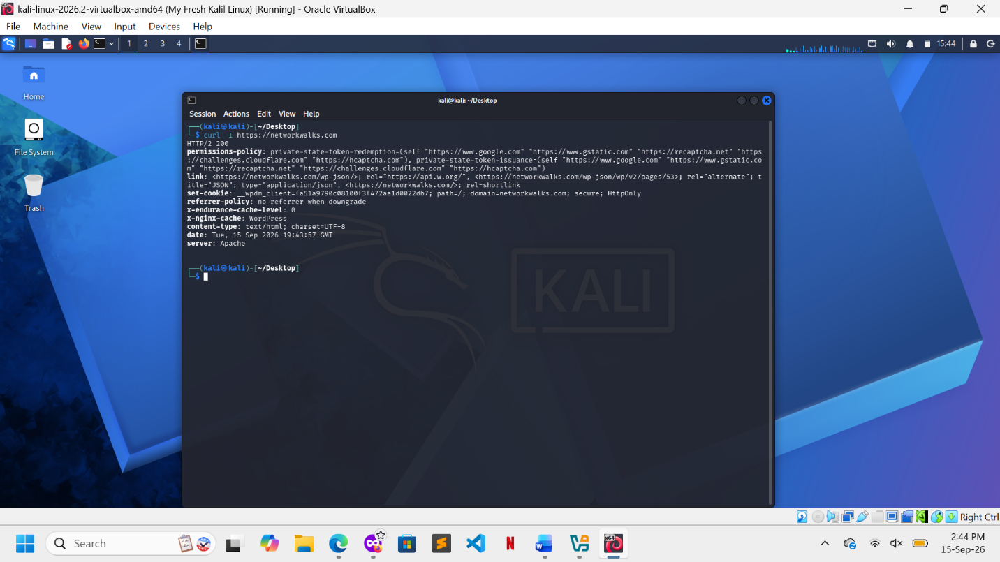 kali-linux-2026.2-virtualbox-amd64 (My Fresh Kalil Linux) [Running] - Oracle VirtualBox
File Machine View Input Devices Help
1 2 3 4 15:44
Home
File System
Trash
kali@kali: ~/Desktop
Session Actions Edit View Help
┌──(kali㉿kali)-[~/Desktop]
└─$ curl -I https://networkwalks.com
HTTP/2 200
permissions-policy: private-state-token-redemption=(self "https://www.google.com" "https://www.gstatic.com" "https://recaptcha.net" "https
://challenges.cloudflare.com" "https://hcaptcha.com"), private-state-token-issuance=(self "https://www.google.com" "https://www.gstatic.co
m" "https://recaptcha.net" "https://challenges.cloudflare.com" "https://hcaptcha.com")
link: <https://networkwalks.com/wp-json/>; rel="https://api.w.org/", <https://networkwalks.com/wp-json/wp/v2/pages/53>; rel="alternate"; t
itle="JSON"; type="application/json", <https://networkwalks.com/>; rel=shortlink
set-cookie: __wpdm_client=fa51a9790c08100f3f472aa1d0022db7; path=/; domain=networkwalks.com; secure; HttpOnly
referrer-policy: no-referrer-when-downgrade
x-endurance-cache-level: 0
x-nginx-cache: WordPress
content-type: text/html; charset=UTF-8
date: Tue, 15 Sep 2026 19:43:57 GMT
server: Apache
┌──(kali㉿kali)-[~/Desktop]
└─$
KALI
Right Ctrl
Search
2:44 PM
15-Sep-26